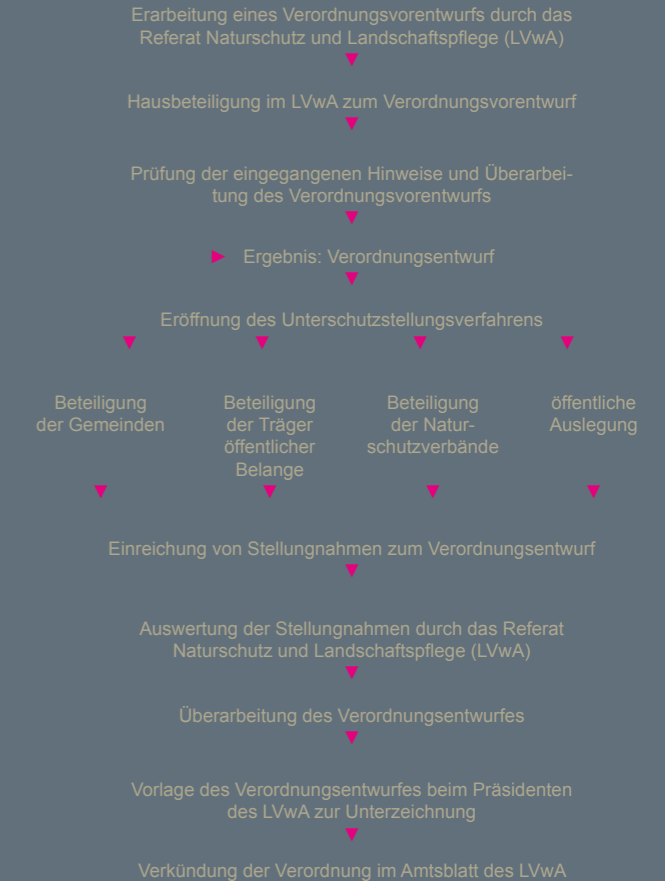 Erarbeitung eines Verordnungsvorentwurfs durch das
Referat Naturschutz und Landschaftspflege (LVwA)
Hausbeteiligung im LVwA zum Verordnungsvorentwurf
Prüfung der eingegangenen Hinweise und Überarbei-
tung des Verordnungsvorentwurfs
Ergebnis: Verordnungsentwurf
Eröffnung des Unterschutzstellungsverfahrens
Beteiligung
der Gemeinden
Beteiligung
der Träger
öffentlicher
Belange
Beteiligung
der Natur-
schutzverbände
öffentliche
Auslegung
Einreichung von Stellungnahmen zum Verordnungsentwurf
Auswertung der Stellungnahmen durch das Referat
Naturschutz und Landschaftspflege (LVwA)
Überarbeitung des Verordnungsentwurfes
Vorlage des Verordnungsentwurfes beim Präsidenten
des LVwA zur Unterzeichnung
Verkündung der Verordnung im Amtsblatt des LVwA